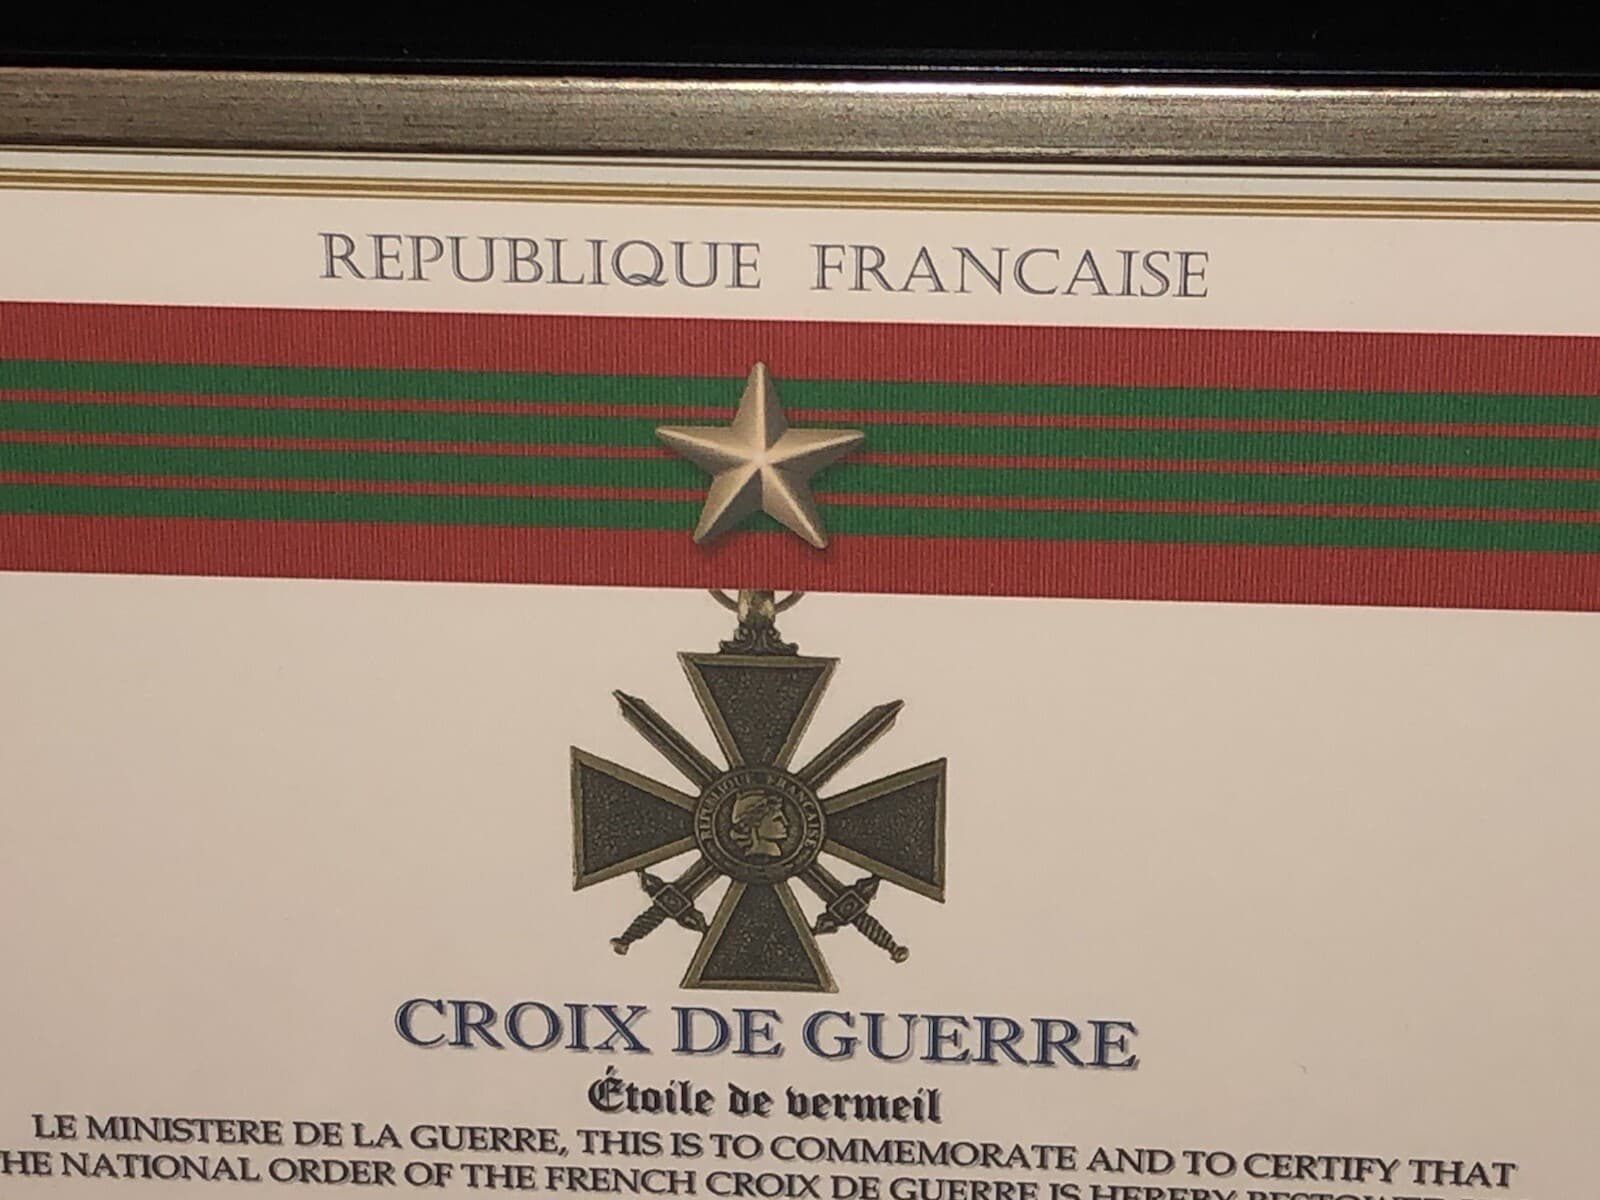 REPUBLIQUE FRANCAISE
REPUBLIQUE FRANCAISE
CROIX DE GUERRE
Étoile de vermeil
LE MINISTERE DE LA GUERRE, THIS IS TO COMMEMORATE AND TO CERTIFY THAT
THE NATIONAL ORDER OF THE FRENCH CROIX DE GUERRE IS HEREBY